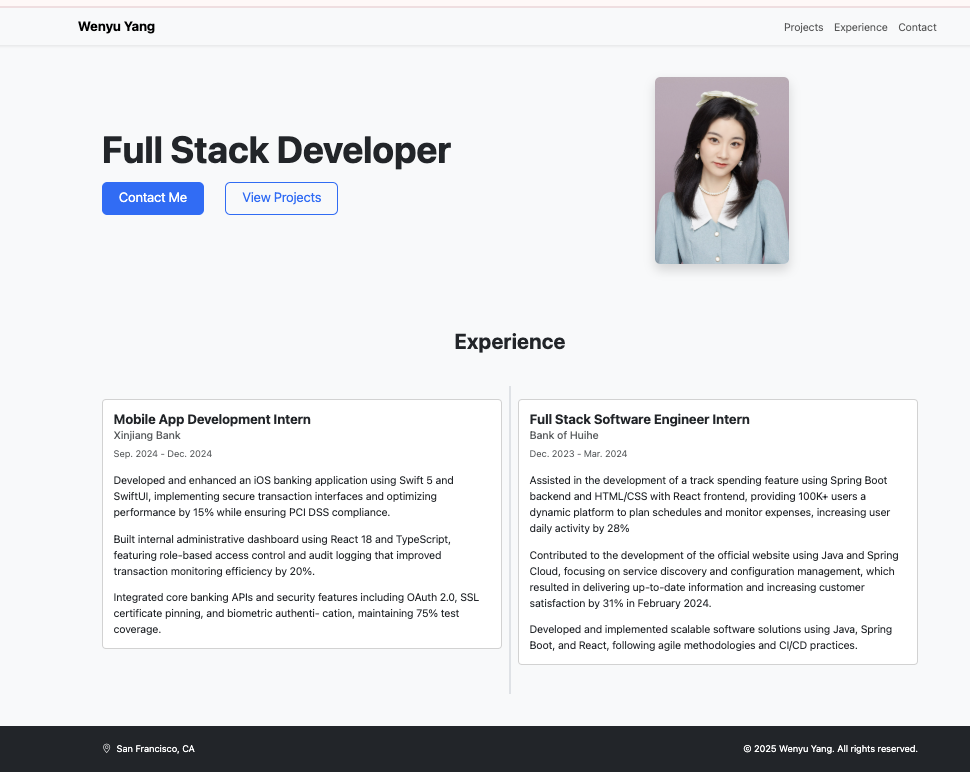 Wenyu Yang
Projects Experience Contact
Full Stack Developer
Contact Me View Projects
Experience
Mobile App Development Intern
Xinjiang Bank
Sep. 2024 - Dec. 2024
Developed and enhanced an iOS banking application using Swift 5 and
SwiftUI, implementing secure transaction interfaces and optimizing
performance by 15% while ensuring PCI DSS compliance.
Built internal administrative dashboard using React 18 and TypeScript,
featuring role-based access control and audit logging that improved
transaction monitoring efficiency by 20%.
Integrated core banking APIs and security features including OAuth 2.0, SSL
certificate pinning, and biometric authenti- cation, maintaining 75% test
coverage.
Full Stack Software Engineer Intern
Bank of Huihe
Dec. 2023 - Mar. 2024
Assisted in the development of a track spending feature using Spring Boot
backend and HTML/CSS with React frontend, providing 100K+ users a
dynamic platform to plan schedules and monitor expenses, increasing user
daily activity by 28%
Contributed to the development of the official website using Java and Spring
Cloud, focusing on service discovery and configuration management, which
resulted in delivering up-to-date information and increasing customer
satisfaction by 31% in February 2024.
Developed and implemented scalable software solutions using Java, Spring
Boot, and React, following agile methodologies and CI/CD practices.
San Francisco, CA
© 2025 Wenyu Yang. All rights reserved.